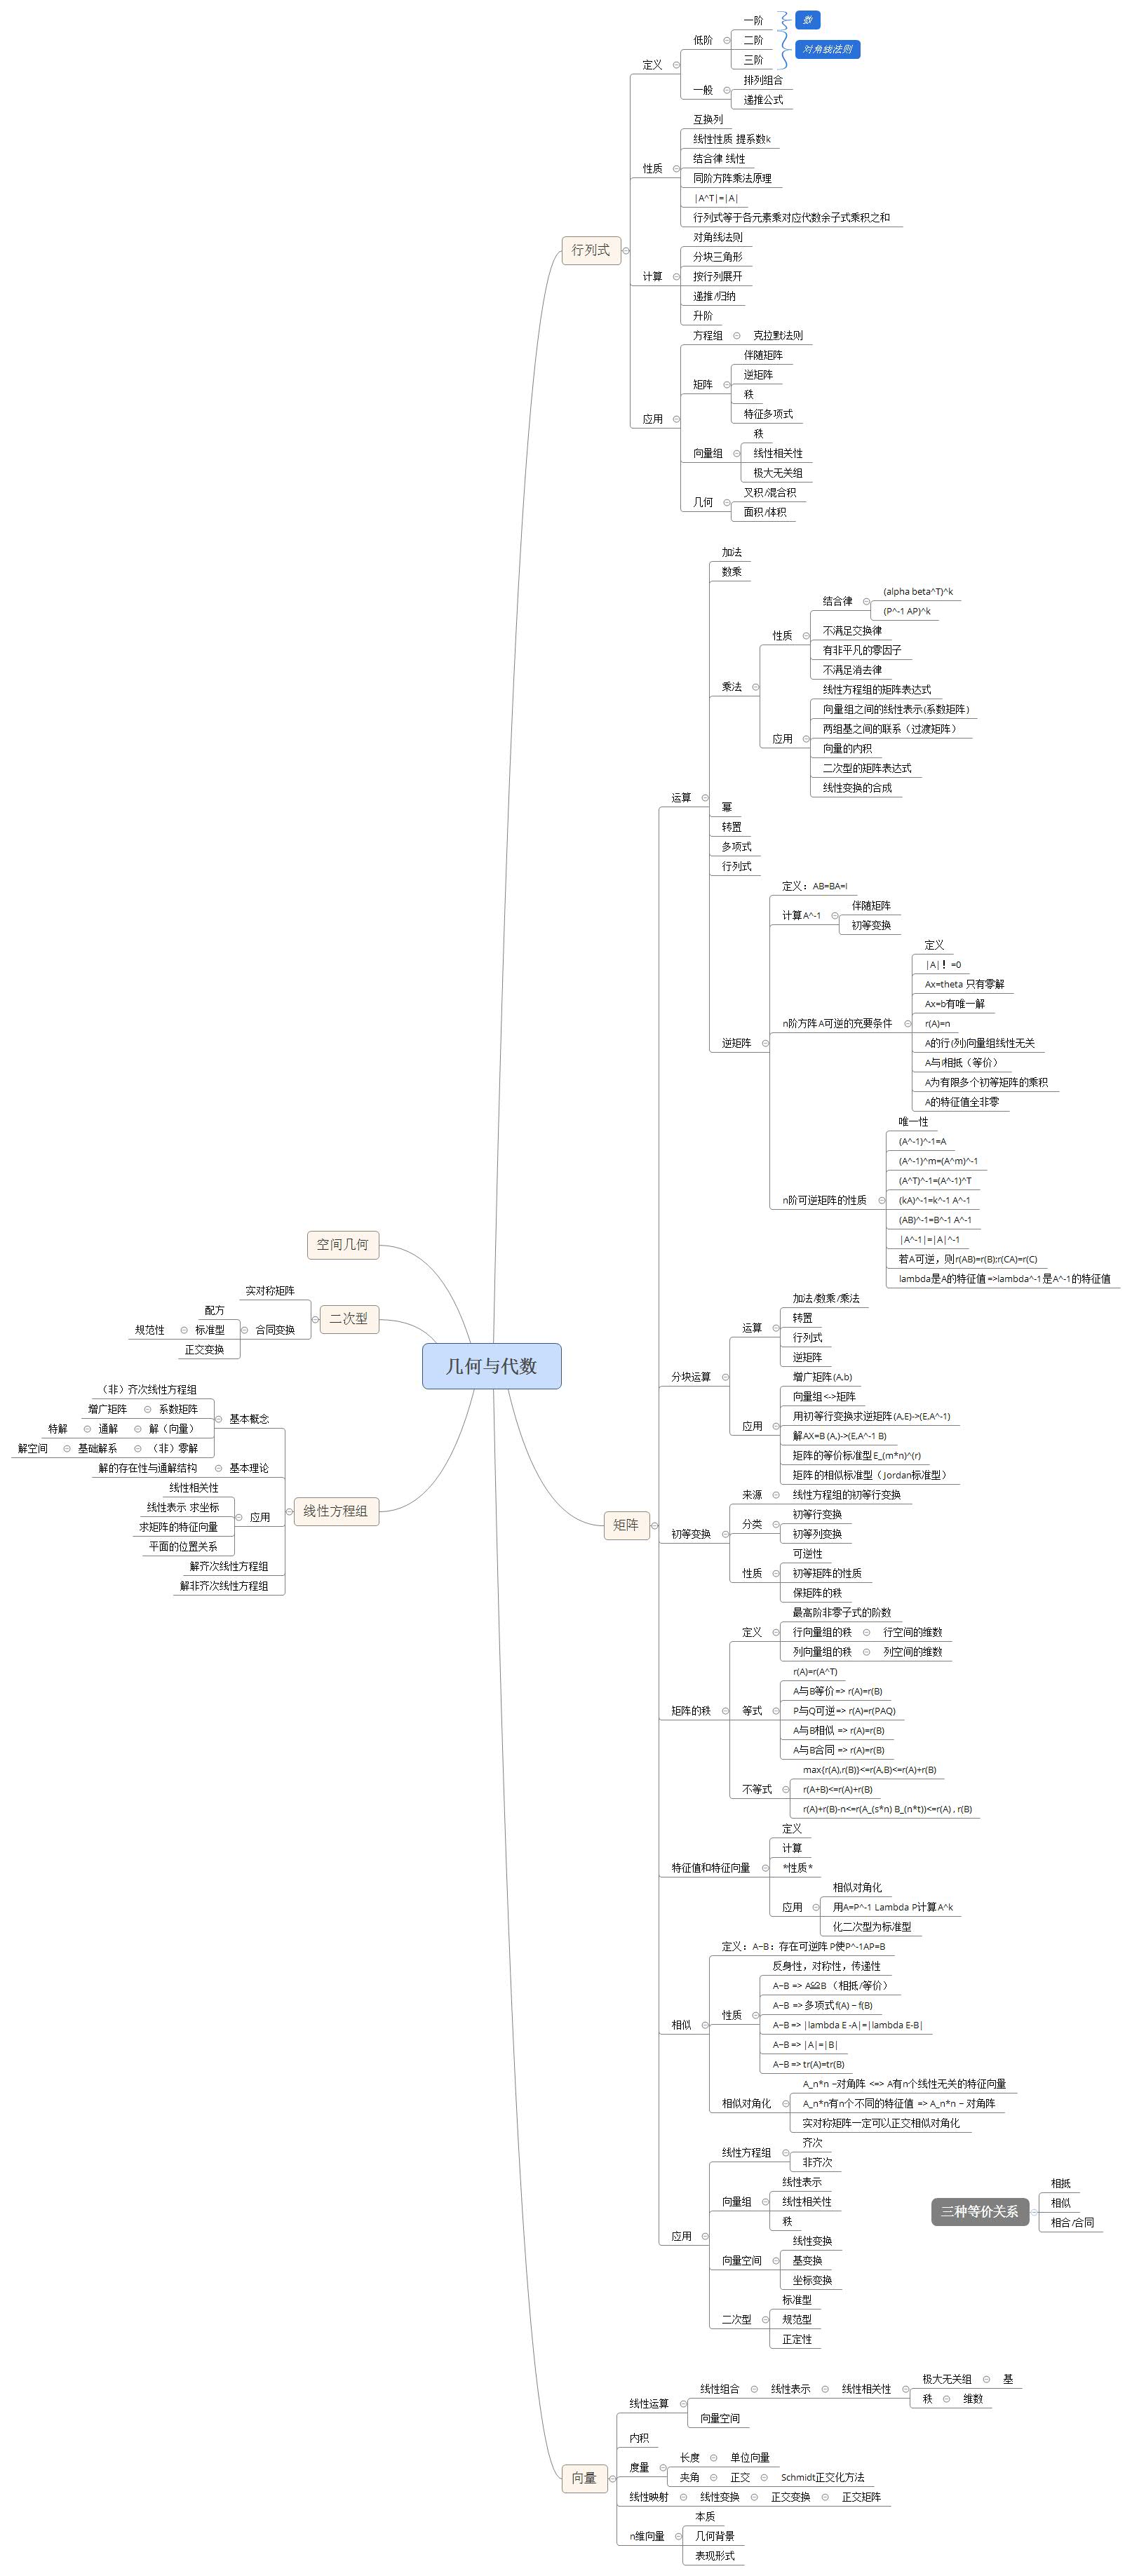 一阶
数
低阶
二阶
对角线法则
三阶
定义
一般
排列组合
递推公式
互换列
线性性质 提系数k
结合律 线性
性质
同阶方阵乘法原理
|A^T|=|A|
行列式等于各元素乘对应代数余子式乘积之和
行列式
对角线法则
分块三角形
计算
按行列展开
递推/归纳
升阶
方程组
克拉默法则
伴随矩阵
矩阵
逆矩阵
秩
特征多项式
应用
秩
向量组
线性相关性
极大无关组
几何
叉积/混合积
面积/体积
加法
数乘
(alpha beta^T)^k
结合律
(P^-1 AP)^k
性质
不满足交换律
有非平凡的零因子
不满足消去律
乘法
线性方程组的矩阵表达式
向量组之间的线性表示(系数矩阵)
两组基之间的联系（过渡矩阵）
应用
向量的内积
二次型的矩阵表达式
线性变换的合成
运算
幂
转置
多项式
行列式
定义：AB=BA=I
伴随矩阵
计算A^-1
初等变换
定义
|A|！=0
Ax=theta 只有零解
Ax=b有唯一解
n阶方阵A可逆的充要条件
r(A)=n
A的行(列)向量组线性无关
逆矩阵
A与I相抵（等价）
A为有限多个初等矩阵的乘积
A的特征值全非零
唯一性
(A^-1)^-1=A
(A^-1)^m=(A^m)^-1
(A^T)^-1=(A^-1)^T
n阶可逆矩阵的性质
(kA)^-1=k^-1 A^-1
(AB)^-1=B^-1 A^-1
|A^-1|=|A|^-1
若A可逆，则r(AB)=r(B);r(CA)=r(C)
lambda是A的特征值=>lambda^-1是A^-1的特征值
空间几何
实对称矩阵
二次型
配方
规范性
标准型
合同变换
正交变换
几何与代数
（非）齐次线性方程组
增广矩阵
系数矩阵
基本概念
特解
通解
解（向量）
解空间
基础解系
（非）零解
解的存在性与通解结构
基本理论
线性相关性
线性表示 求坐标
应用
线性方程组
求矩阵的特征向量
平面的位置关系
解齐次线性方程组
解非齐次线性方程组
加法/数乘/乘法
转置
运算
行列式
逆矩阵
分块运算
增广矩阵(A,b)
向量组<->矩阵
用初等行变换求逆矩阵(A,E)->(E,A^-1)
应用
解AX=B (A,)->(E,A^-1 B)
矩阵的等价标准型E_(m*n)^(r)
矩阵的相似标准型（Jordan标准型）
来源
线性方程组的初等行变换
初等行变换
分类
初等变换
初等列变换
可逆性
性质
初等矩阵的性质
保矩阵的秩
矩阵
最高阶非零子式的阶数
定义
行向量组的秩
行空间的维数
列向量组的秩
列空间的维数
r(A)=r(A^T)
A与B等价=> r(A)=r(B)
矩阵的秩
等式
P与Q可逆=> r(A)=r(PAQ)
A与B相似 => r(A)=r(B)
A与B合同 => r(A)=r(B)
max{r(A),r(B)}<=r(A,B)<=r(A)+r(B)
不等式
r(A+B)<=r(A)+r(B)
r(A)+r(B)-n<=r(A_(s*n) B_(n*t))<=r(A) , r(B)
定义
计算
特征值和特征向量
*性质*
相似对角化
应用
用A=P^-1 Lambda P计算A^k
化二次型为标准型
定义：A~B：存在可逆阵P使P^-1AP=B
反身性，对称性，传递性
A~B => A≌B（相抵/等价）
性质
A~B => 多项式f(A) ~ f(B)
相似
A~B => |lambda E -A|=|lambda E-B|
A~B => |A|=|B|
A~B => tr(A)=tr(B)
A_n*n ~对角阵 <=> A有n个线性无关的特征向量
相似对角化
A_n*n有n个不同的特征值 => A_n*n ~ 对角阵
实对称矩阵一定可以正交相似对角化
线性方程组
齐次
非齐次
线性表示
向量组
线性相关性
秩
应用
线性变换
向量空间
基变换
坐标变换
标准型
二次型
规范型
正定性
三种等价关系
相抵
相似
相合/合同
线性组合
线性表示
线性相关性
极大无关组
基
线性运算
秩
维数
向量空间
内积
向量
度量
长度
单位向量
夹角
正交
Schmidt正交化方法
线性映射
线性变换
正交变换
正交矩阵
本质
n维向量
几何背景
表现形式